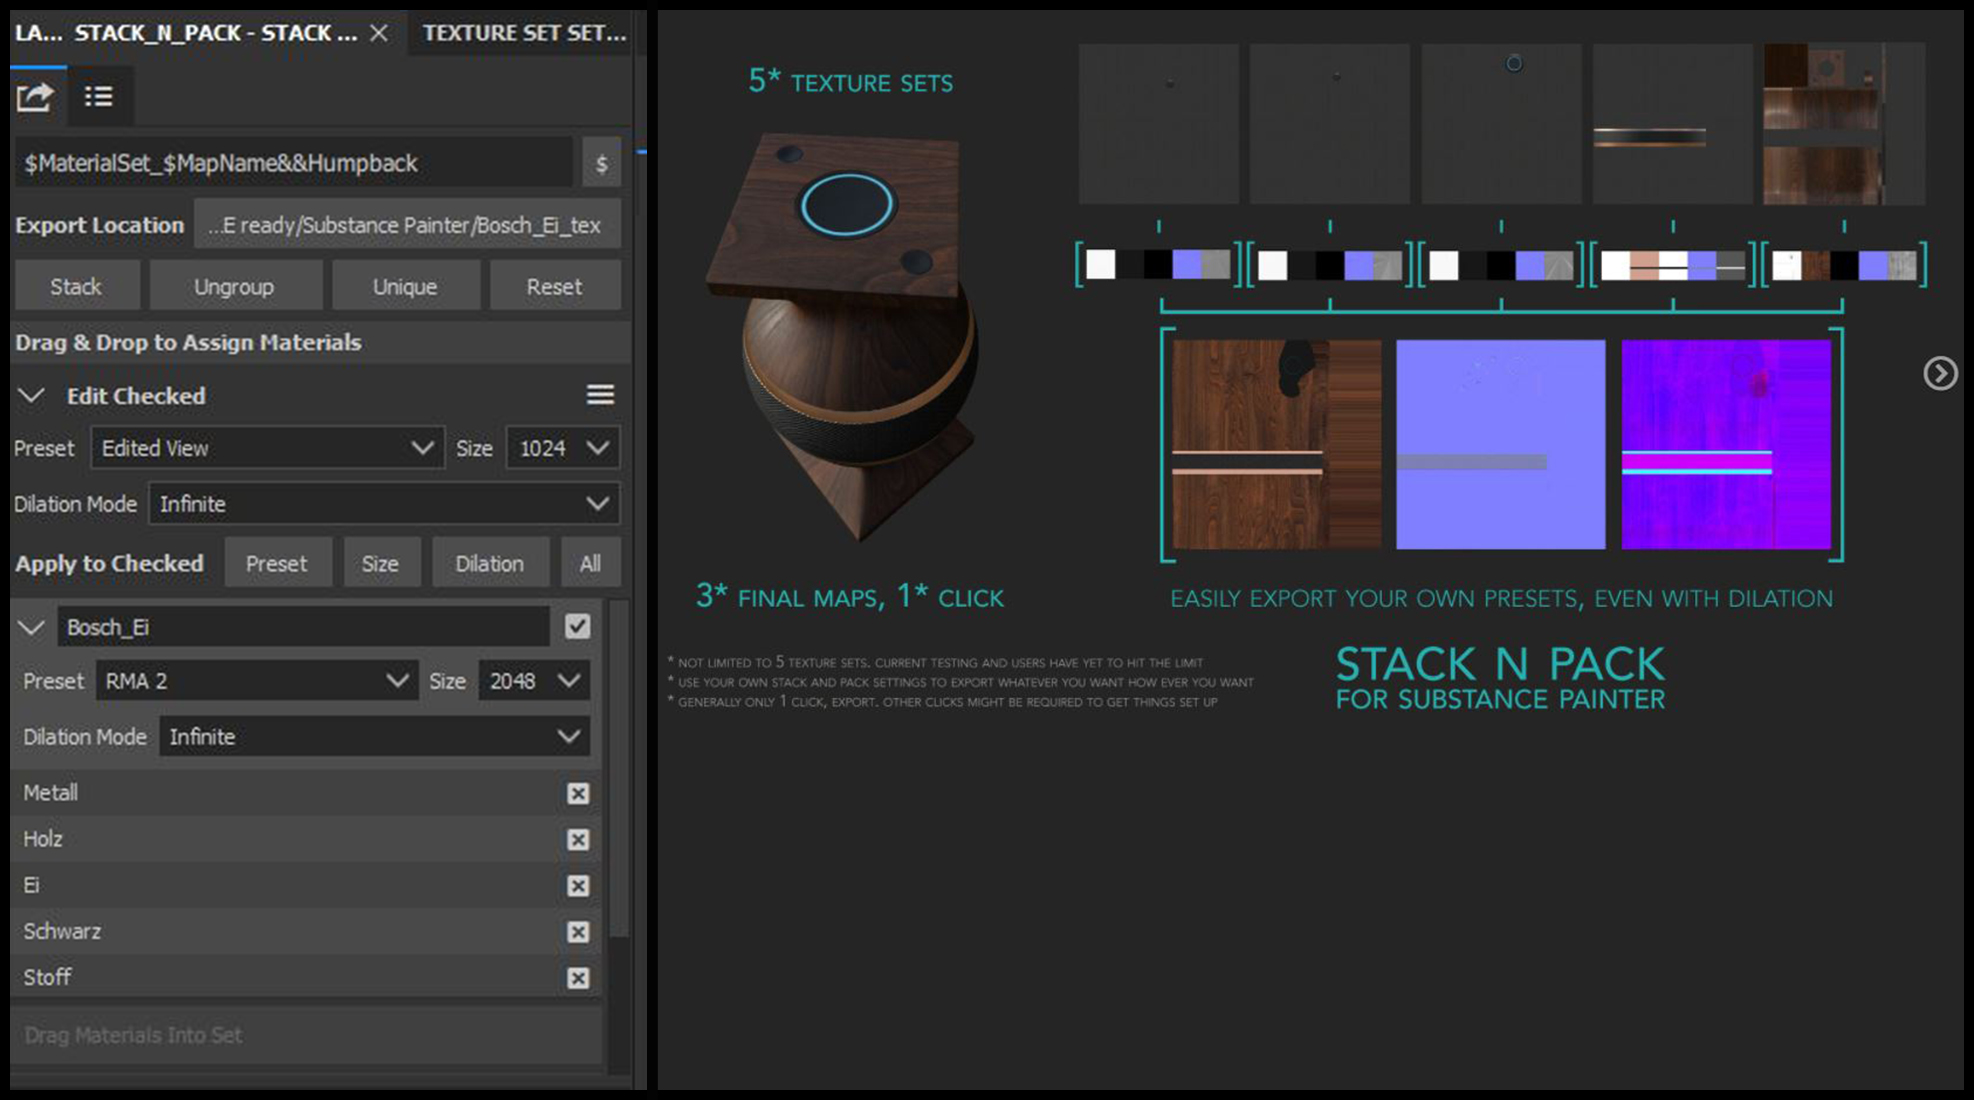 LA... STACK_N_PACK - STACK ... TEXTURE SET SET...
$MaterialSet_$MapName&&Humpback $
Export Location ...E ready/Substance Painter/Bosch_Ei_tex
Stack Ungroup Unique Reset
Drag & Drop to Assign Materials
Edit Checked
Preset Edited View Size 1024
Dilation Mode Infinite
Apply to Checked Preset Size Dilation All
Bosch_Ei
Preset RMA 2 Size 2048
Dilation Mode Infinite
Metall
Holz
Ei
Schwarz
Stoff
Drag Materials Into Set
5* TEXTURE SETS
3* FINAL MAPS, 1* CLICK
EASILY EXPORT YOUR OWN PRESETS, EVEN WITH DILATION
* NOT LIMITED TO 5 TEXTURE SETS. CURRENT TESTING AND USERS HAVE YET TO HIT THE LIMIT
* USE YOUR OWN STACK AND PACK SETTINGS TO EXPORT WHATEVER YOU WANT HOW EVER YOU WANT
* GENERALLY ONLY 1 CLICK, EXPORT. OTHER CLICKS MIGHT BE REQUIRED TO GET THINGS SET UP
STACK N PACK
FOR SUBSTANCE PAINTER